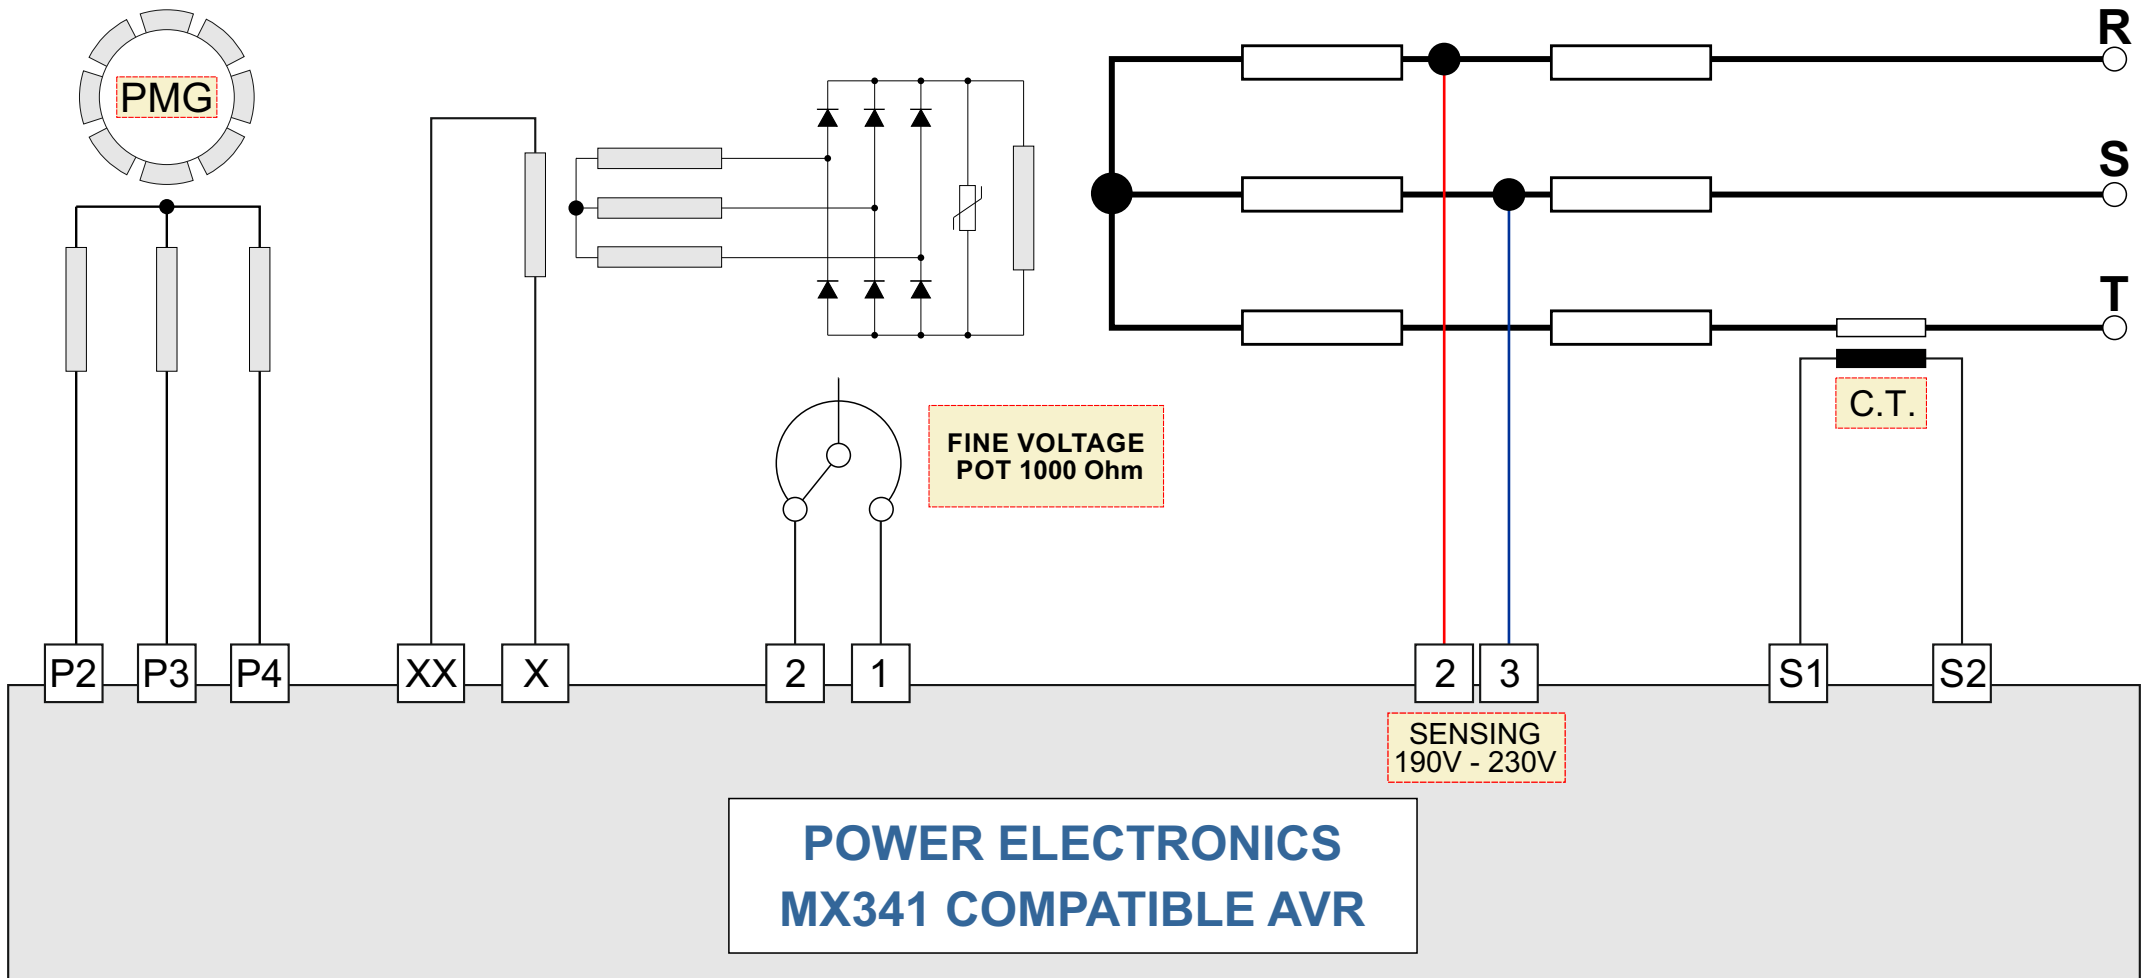 R
PMG
S
T
C.T.
FINE VOLTAGE
POT 1000 Ohm
P2 P3 P4 XX X 2 1 2 3 S1 S2
SENSING
190V - 230V
POWER ELECTRONICS
MX341 COMPATIBLE AVR